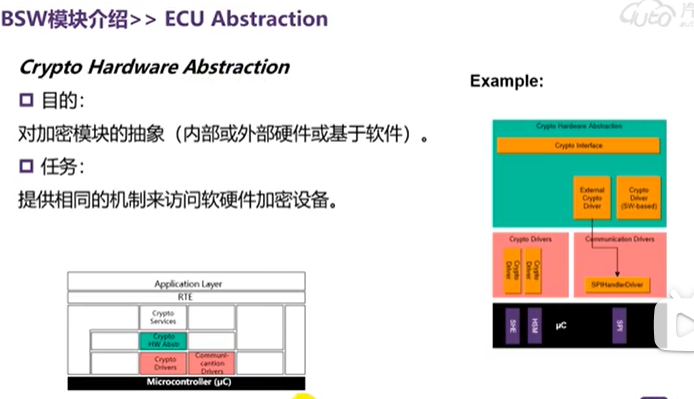 BSW模块介绍>> ECU Abstraction
Crypto Hardware Abstraction
目的：
对加密模块的抽象（内部或外部硬件或基于软件）。
任务：
提供相同的机制来访问软硬件加密设备。
Application Layer
RTE
Crypto
Services
Crypto
HW Abstr.
Crypto
Drivers
Communi-
cantion
Drivers
Microcontroller (μC)
Example:
Crypto Hardware Abstraction
Crypto Interface
External
Crypto
Driver
Crypto
Driver
(SW-based)
Crypto Drivers
Communication Drivers
Crypto
Driver
Crypto
Driver
SPIHandlerDriver
SHE
HSM
μC
SPI